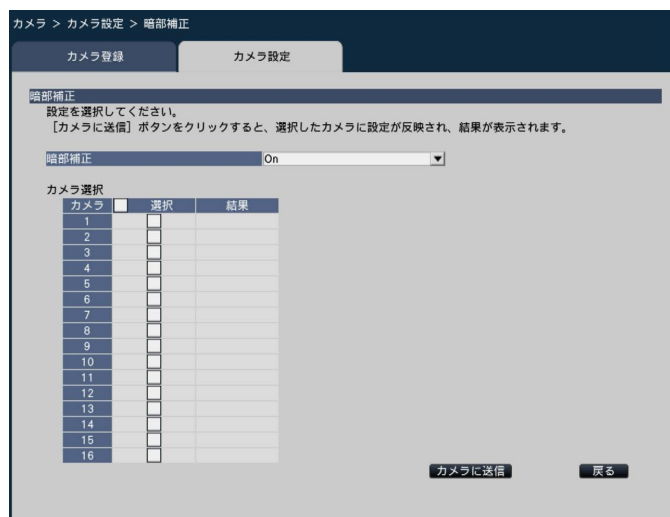 カメラ > カメラ設定 > 暗部補正
カメラ登録 カメラ設定
暗部補正
設定を選択してください。
［カメラに送信］ボタンをクリックすると、選択したカメラに設定が反映され、結果が表示されます。
暗部補正 On
カメラ選択
カメラ 選択 結果
1
2
3
4
5
6
7
8
9
10
11
12
13
14
15
16
カメラに送信 戻る